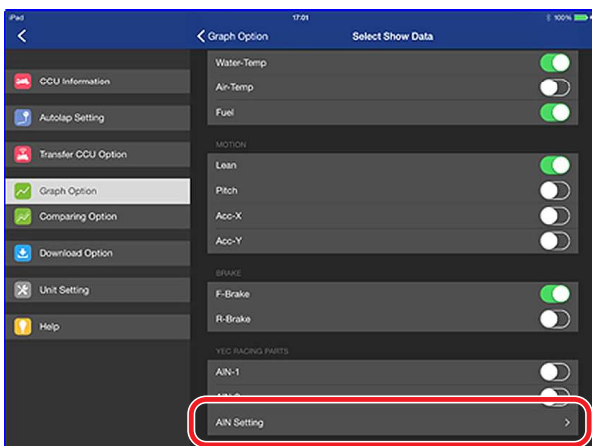 iPad
17:01
100%
Graph Option
Select Show Data
CCU Information
Autolap Setting
Transfer CCU Option
Graph Option
Comparing Option
Download Option
Unit Setting
Help
Water-Temp
Air-Temp
Fuel
MOTION
Lean
Pitch
Acc-X
Acc-Y
BRAKE
F-Brake
R-Brake
YEC RACING PARTS
AIN-1
AIN Setting